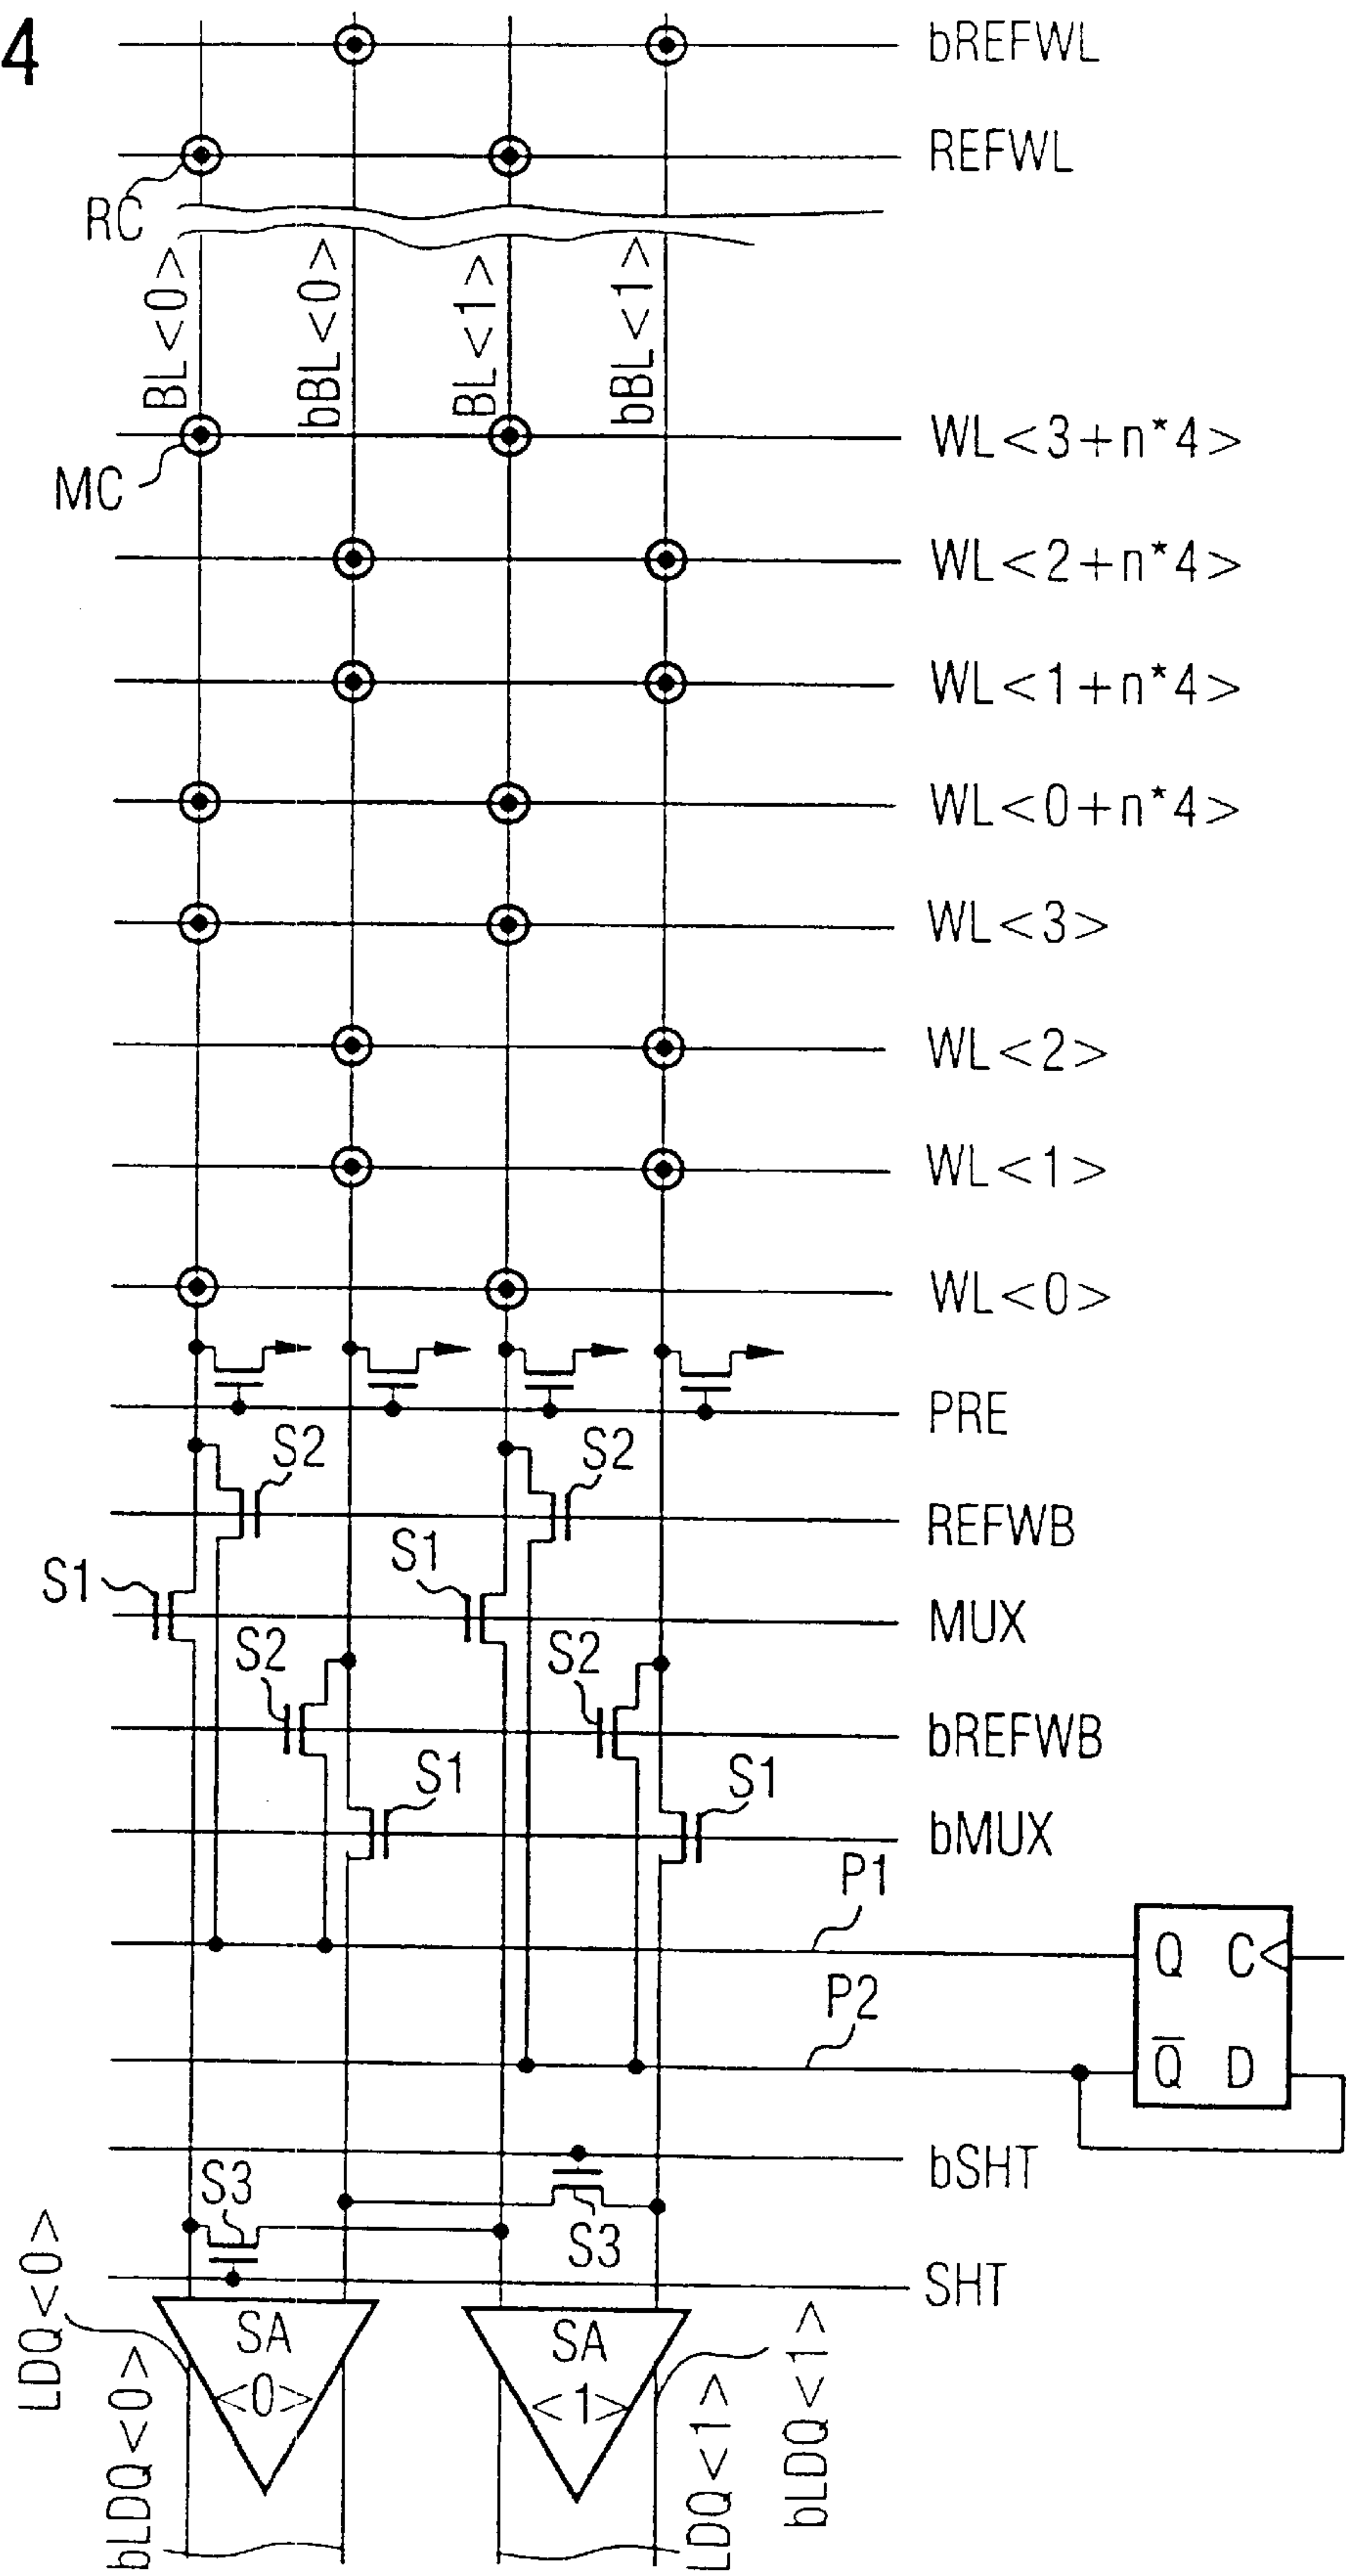 4
bREFWL
REFWL
RC
BL<0>
bBL<0>
BL<1>
bBL<1>
WL<3+n*4>
MC
WL<2+n*4>
WL<1+n*4>
WL<0+n*4>
WL<3>
WL<2>
WL<1>
WL<0>
PRE
S2
S2
REFWB
S1
S1
MUX
S2
S2
bREFWB
S1
S1
bMUX
P1
Q C
P2
Q̅ D
bSHT
S3
S3
SHT
LDQ<0>
bLDQ<0>
SA
<0>
SA
<1>
LDQ<1>
bLDQ<1>